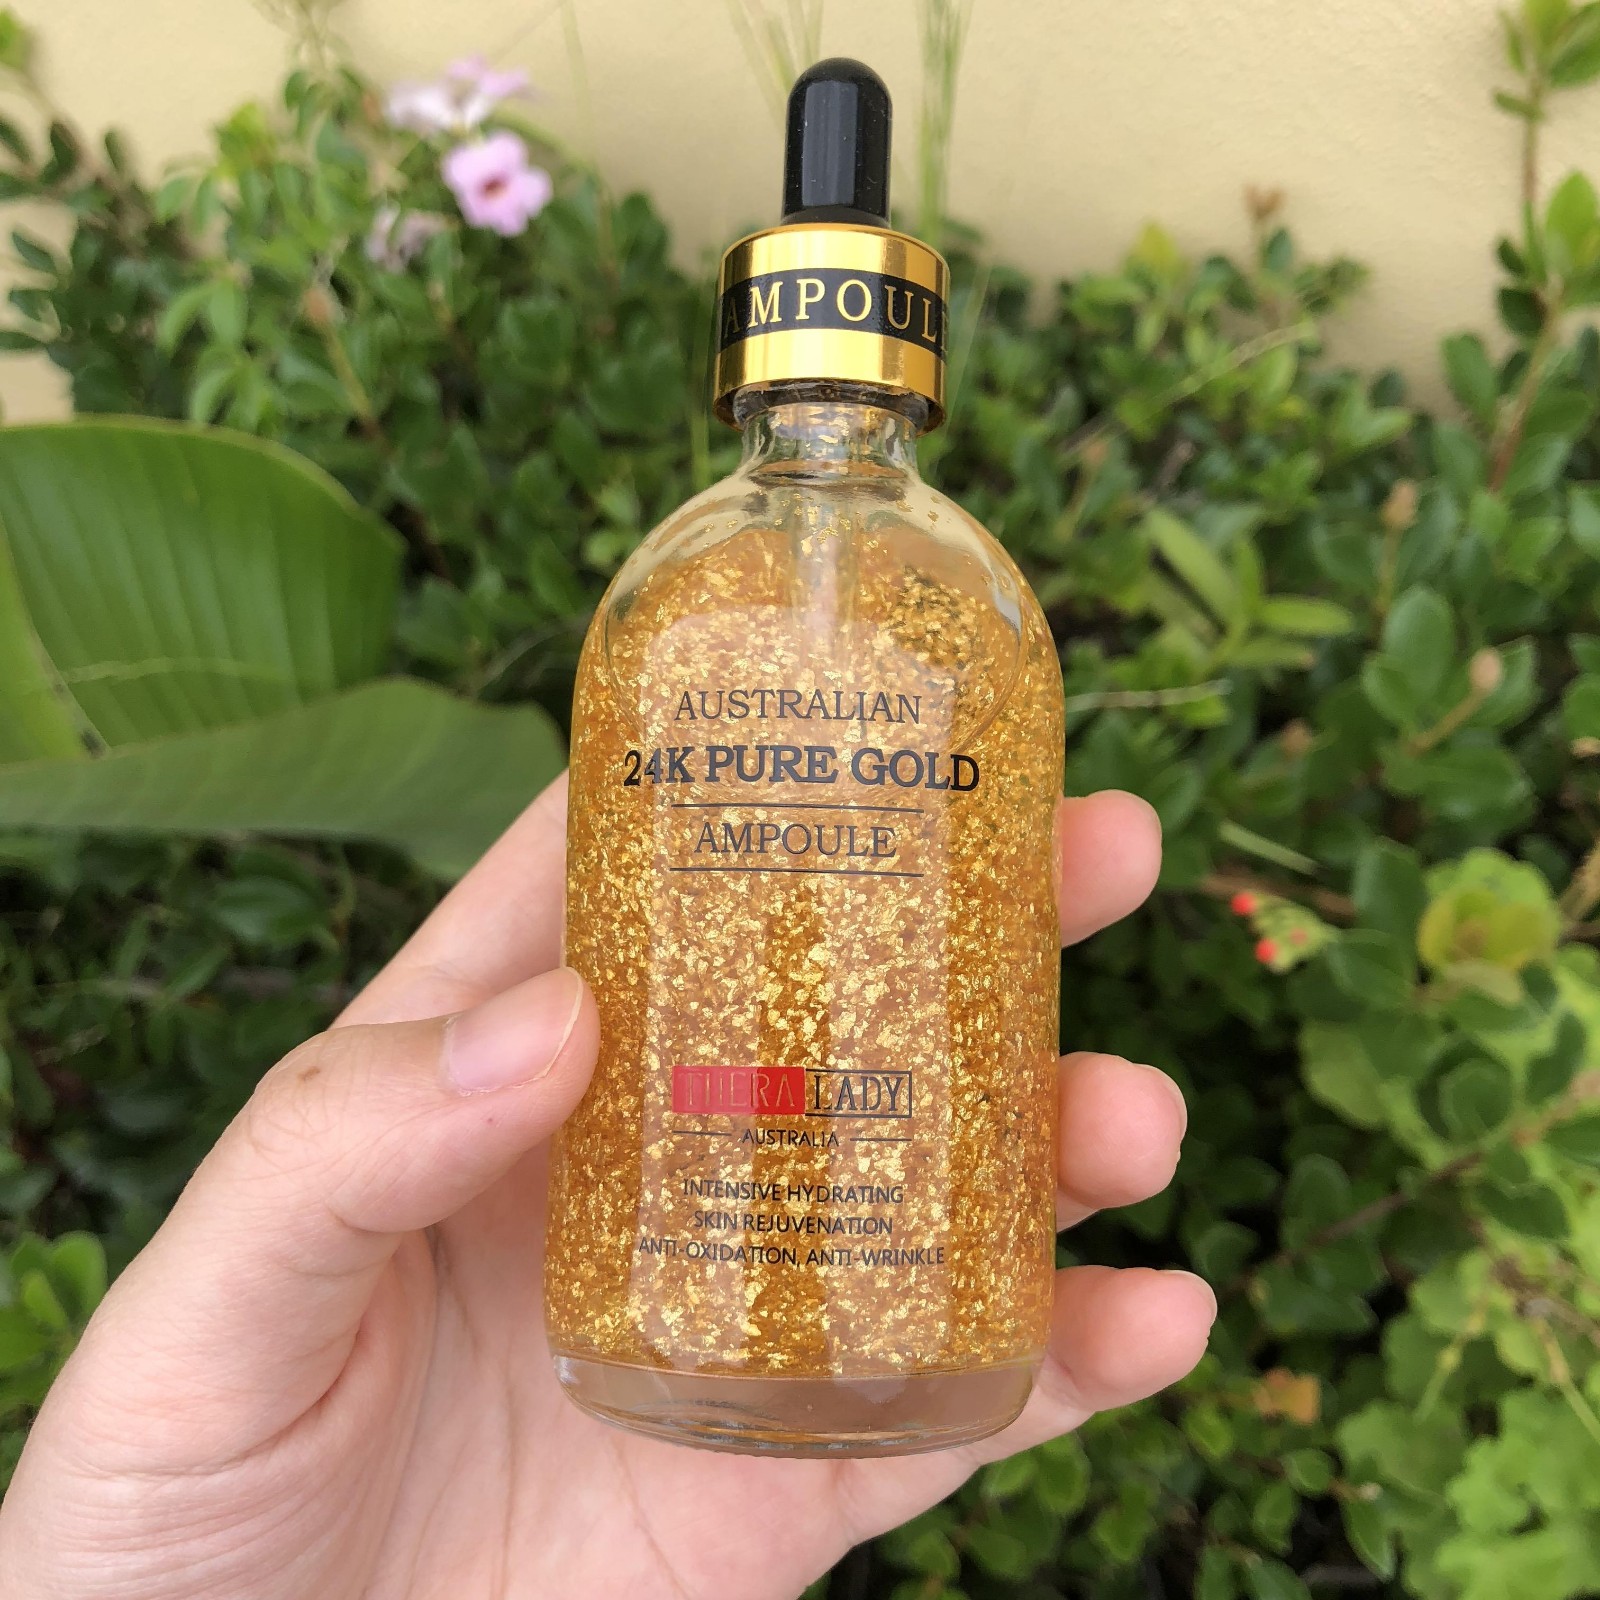 AMPOULE
AUSTRALIAN
24K PURE GOLD
AMPOULE
THERA LADY
AUSTRALIA
INTENSIVE HYDRATING
SKIN REJUVENATION
ANTI-OXIDATION, ANTI-WRINKLE